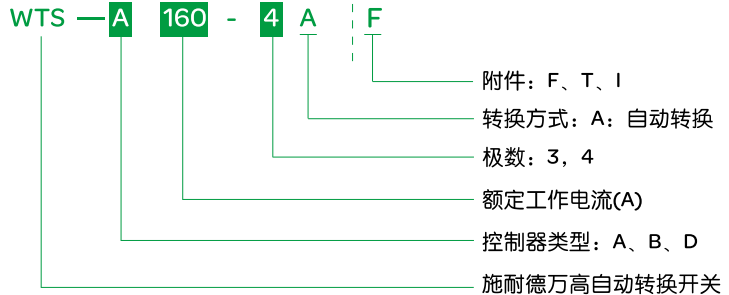 WTS — A 160 - 4 A F
附件：F、T、I
转换方式：A：自动转换
极数：3，4
额定工作电流(A)
控制器类型：A、B、D
施耐德万高自动转换开关